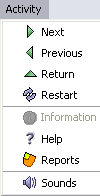 Activity
Next
Previous
Return
Restart
Information
Help
Reports
Sounds